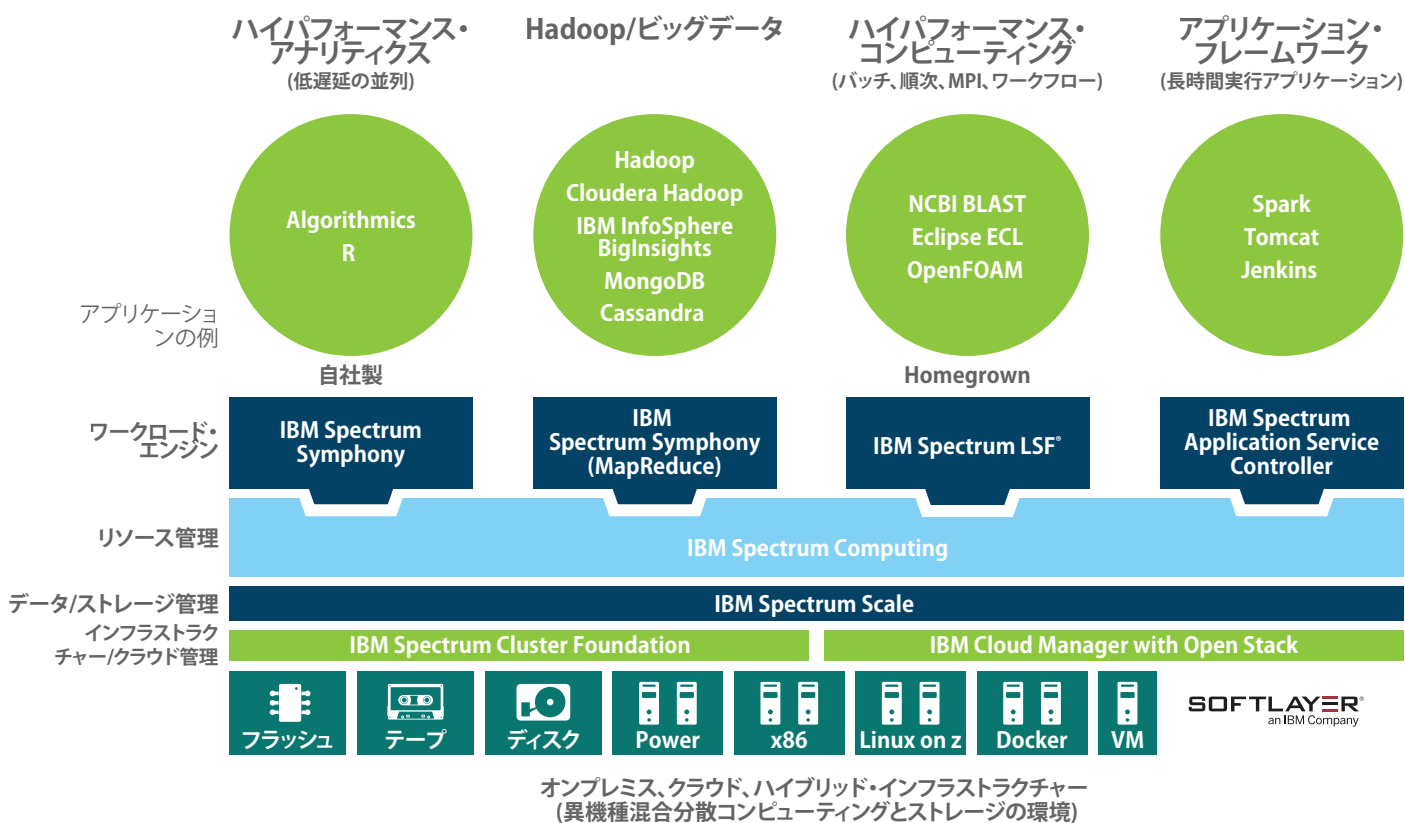 ハイパフォーマンス・
アナリティクス
(低遅延の並列)
Hadoop/ビッグデータ
ハイパフォーマンス・
コンピューティング
(バッチ、順次、MPI、ワークフロー)
アプリケーション・
フレームワーク
(長時間実行アプリケーション)
アプリケーショ
ンの例
Algorithmics
R
自社製
Hadoop
Cloudera Hadoop
IBM InfoSphere
BigInsights
MongoDB
Cassandra
NCBI BLAST
Eclipse ECL
OpenFOAM
Homegrown
Spark
Tomcat
Jenkins
ワークロード・
エンジン
IBM Spectrum
Symphony
IBM
Spectrum Symphony
(MapReduce)
IBM Spectrum LSF®
IBM Spectrum
Application Service
Controller
リソース管理
IBM Spectrum Computing
データ/ストレージ管理
IBM Spectrum Scale
インフラストラク
チャー/クラウド管理
IBM Spectrum Cluster Foundation
IBM Cloud Manager with Open Stack
フラッシュ
テープ
ディスク
Power
x86
Linux on z
Docker
VM
SOFTLAYER®
an IBM Company
オンプレミス、クラウド、ハイブリッド・インフラストラクチャー
(異機種混合分散コンピューティングとストレージの環境)